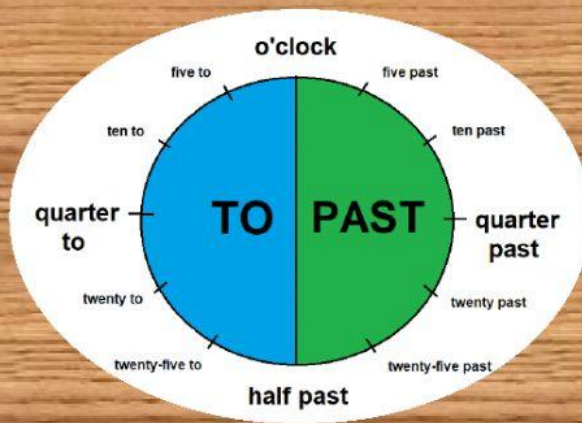 o'clock
five to
five past
ten to
ten past
quarter
to
TO
PAST
quarter
past
twenty to
twenty past
twenty-five to
twenty-five past
half past